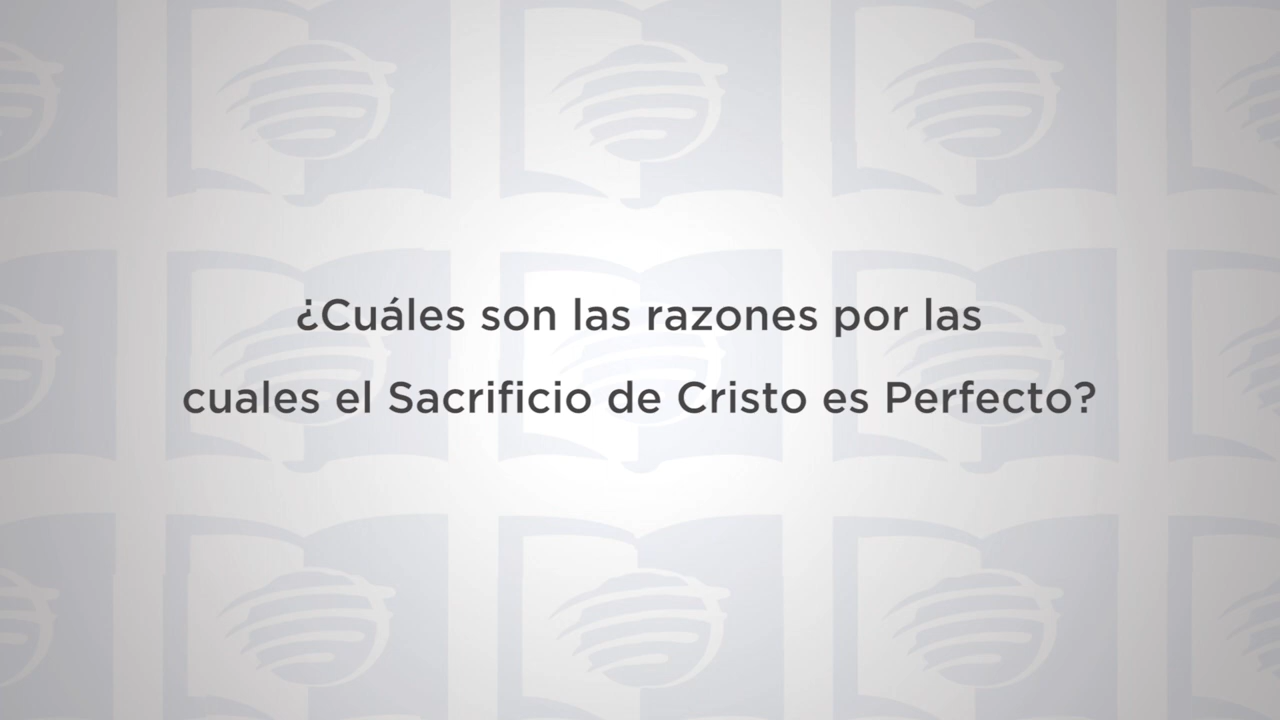 ¿Cuáles son las razones por las
cuales el Sacrificio de Cristo es Perfecto?